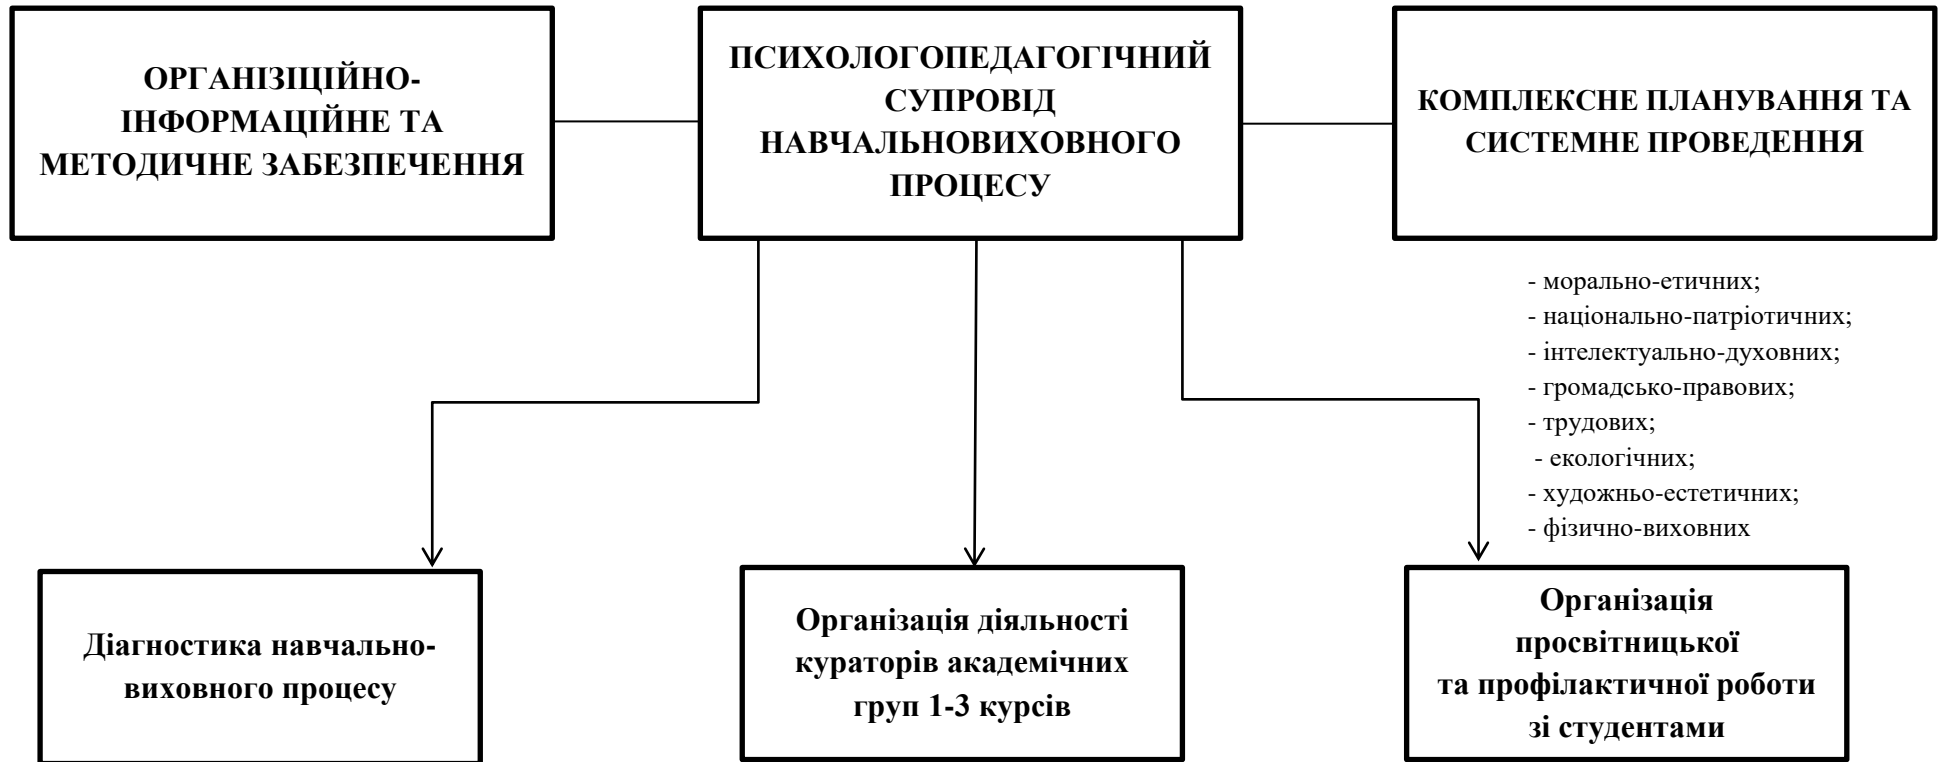 ОРГАНІЗІЦІЙНО-
ІНФОРМАЦІЙНЕ ТА
МЕТОДИЧНЕ ЗАБЕЗПЕЧЕННЯ
ПСИХОЛОГОПЕДАГОГІЧНИЙ
СУПРОВІД
НАВЧАЛЬНОВИХОВНОГО
ПРОЦЕСУ
КОМПЛЕКСНЕ ПЛАНУВАННЯ ТА
СИСТЕМНЕ ПРОВЕДЕННЯ
- морально-етичних;
- національно-патріотичних;
- інтелектуально-духовних;
- громадсько-правових;
- трудових;
- екологічних;
- художньо-естетичних;
- фізично-виховних
Діагностика навчально-
виховного процесу
Організація діяльності
кураторів академічних
груп 1-3 курсів
Організація
просвітницької
та профілактичної роботи
зі студентами